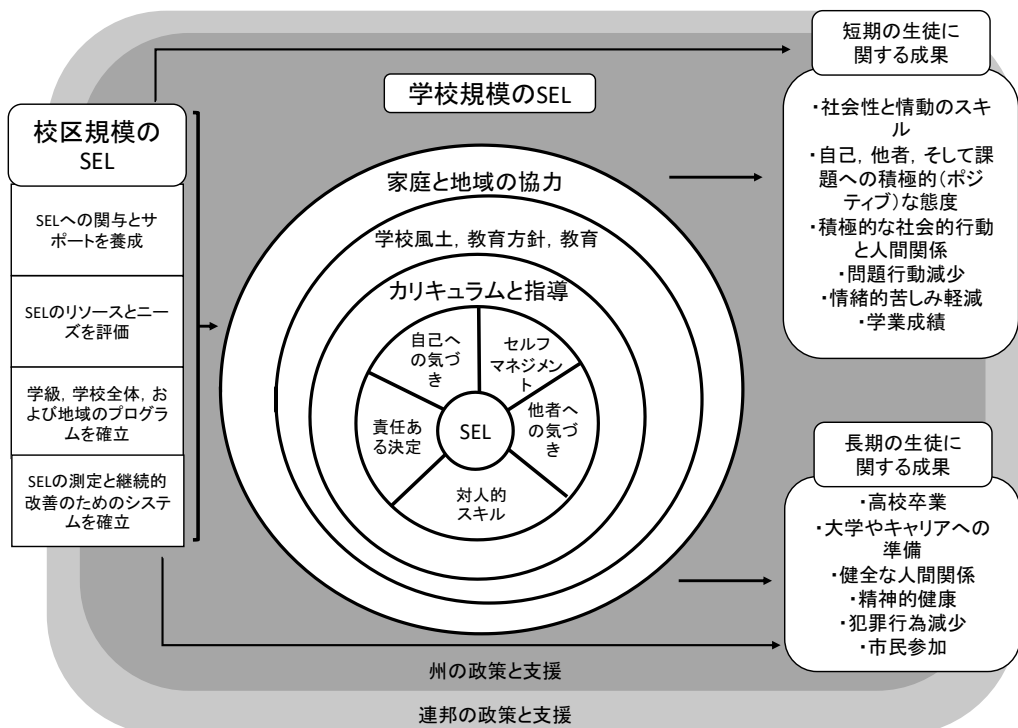 短期の生徒に
関する成果
学校規模のSEL
校区規模の
SEL
・社会性と情動のスキ
ル
・自己，他者，そして課
題への積極的（ポジ
ティブ）な態度
・積極的な社会的行動
と人間関係
・問題行動減少
・情緒的苦しみ軽減
・学業成績
SELへの関与とサ
ポートを養成
SELのリソースとニー
ズを評価
学級，学校全体，お
よび地域のプログラ
ムを確立
SELの測定と継続的
改善のためのシス
テムを確立
家庭と地域の協力
学校風土，教育方針，教育
カリキュラムと指導
自己へ
の気づ
き
セルフ
マネジメン
ト
責任あ
る決定
SEL
他者へ
の気づ
き
対人的
スキル
長期の生徒に
関する成果
・高校卒業
・大学やキャリアへの
準備
・健全な人間関係
・精神的健康
・犯罪行為減少
・市民参加
州の政策と支援
連邦の政策と支援